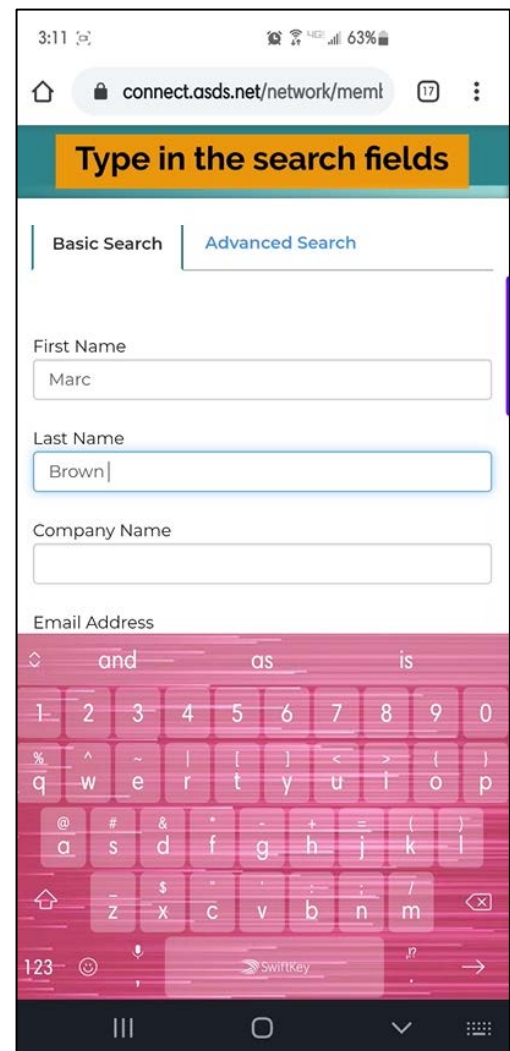 3:11 4GE 63%
connect.asds.net/network/memb 17
Type in the search fields
Basic Search Advanced Search
First Name
Marc
Last Name
Brown
Company Name
Email Address
and as is
1 2 3 4 5 6 7 8 9 0
% ^ ~ | [ ] < > { }
q w e r t y u i o p
@ # & * - + = ( )
a s d f g h j k l
_ $ " ' : ; /
z x c v b n m
123 , SwiftKey ,!? .